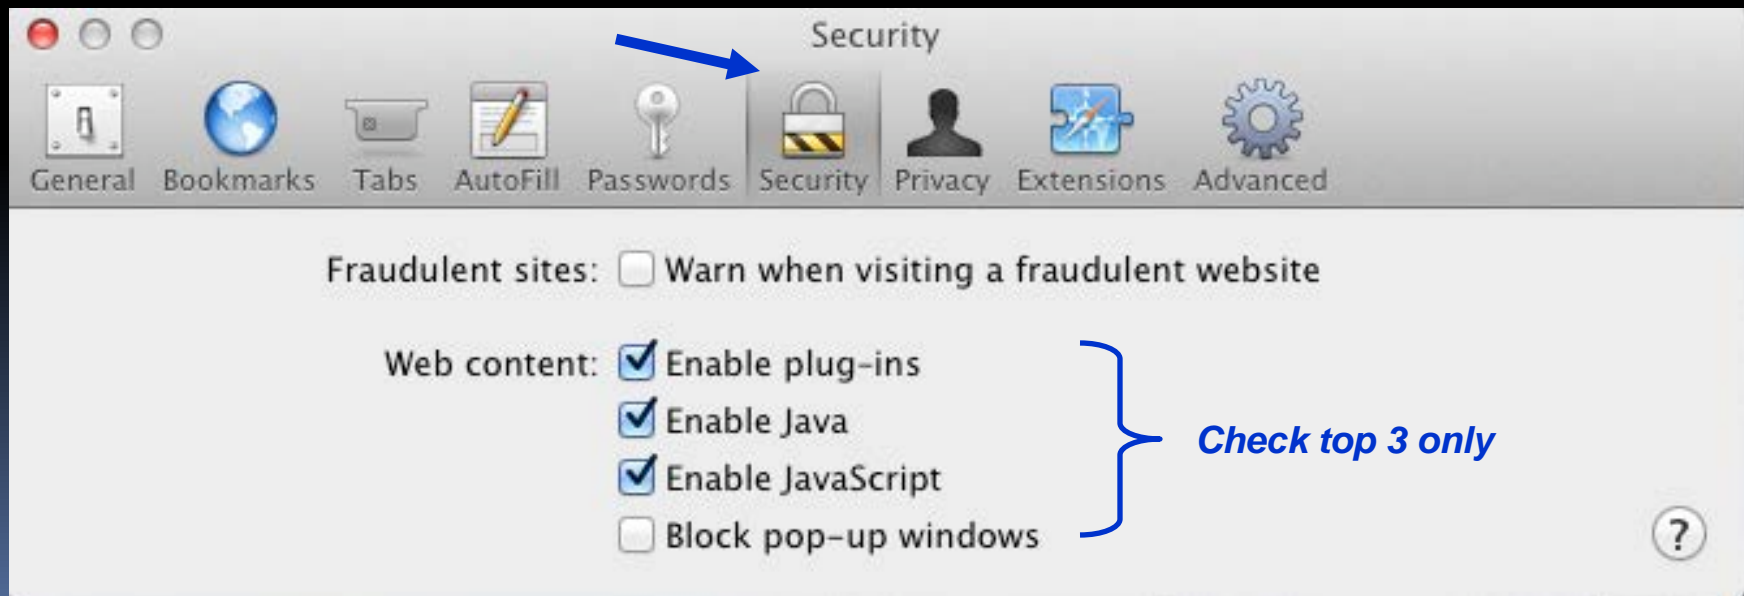 Security
General Bookmarks Tabs AutoFill Passwords Security Privacy Extensions Advanced
Fraudulent sites: Warn when visiting a fraudulent website
Web content: Enable plug-ins
Enable Java
Check top 3 only
Enable JavaScript
Block pop-up windows
?